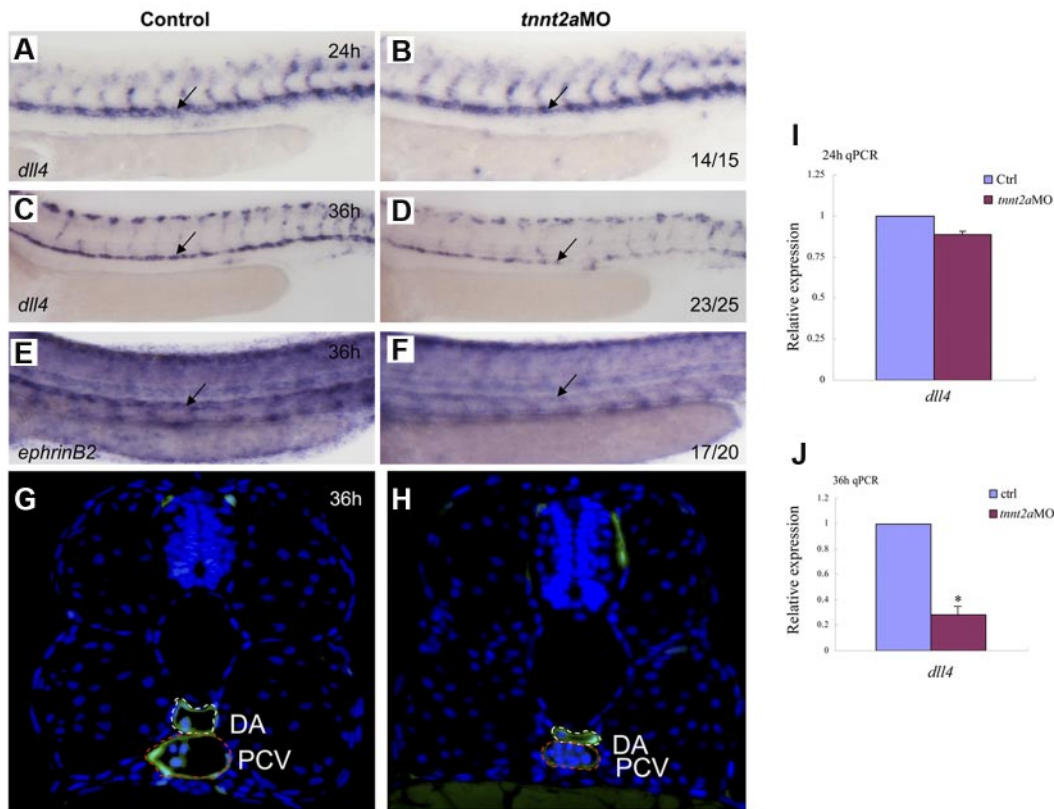 Control
tnnt2aMO
A
24h
dll4
B
14/15
C
36h
dll4
D
23/25
E
36h
ephrinB2
F
17/20
G
36h
DA
PCV
H
DA
PCV
I
24h qPCR
Ctrl
tnnt2aMO
Relative expression
1.25
1
0.75
0.5
0.25
0
dll4
J
36h qPCR
ctrl
tnnt2aMO
Relative expression
1.2
1
0.8
0.6
0.4
0.2
0
*
dll4